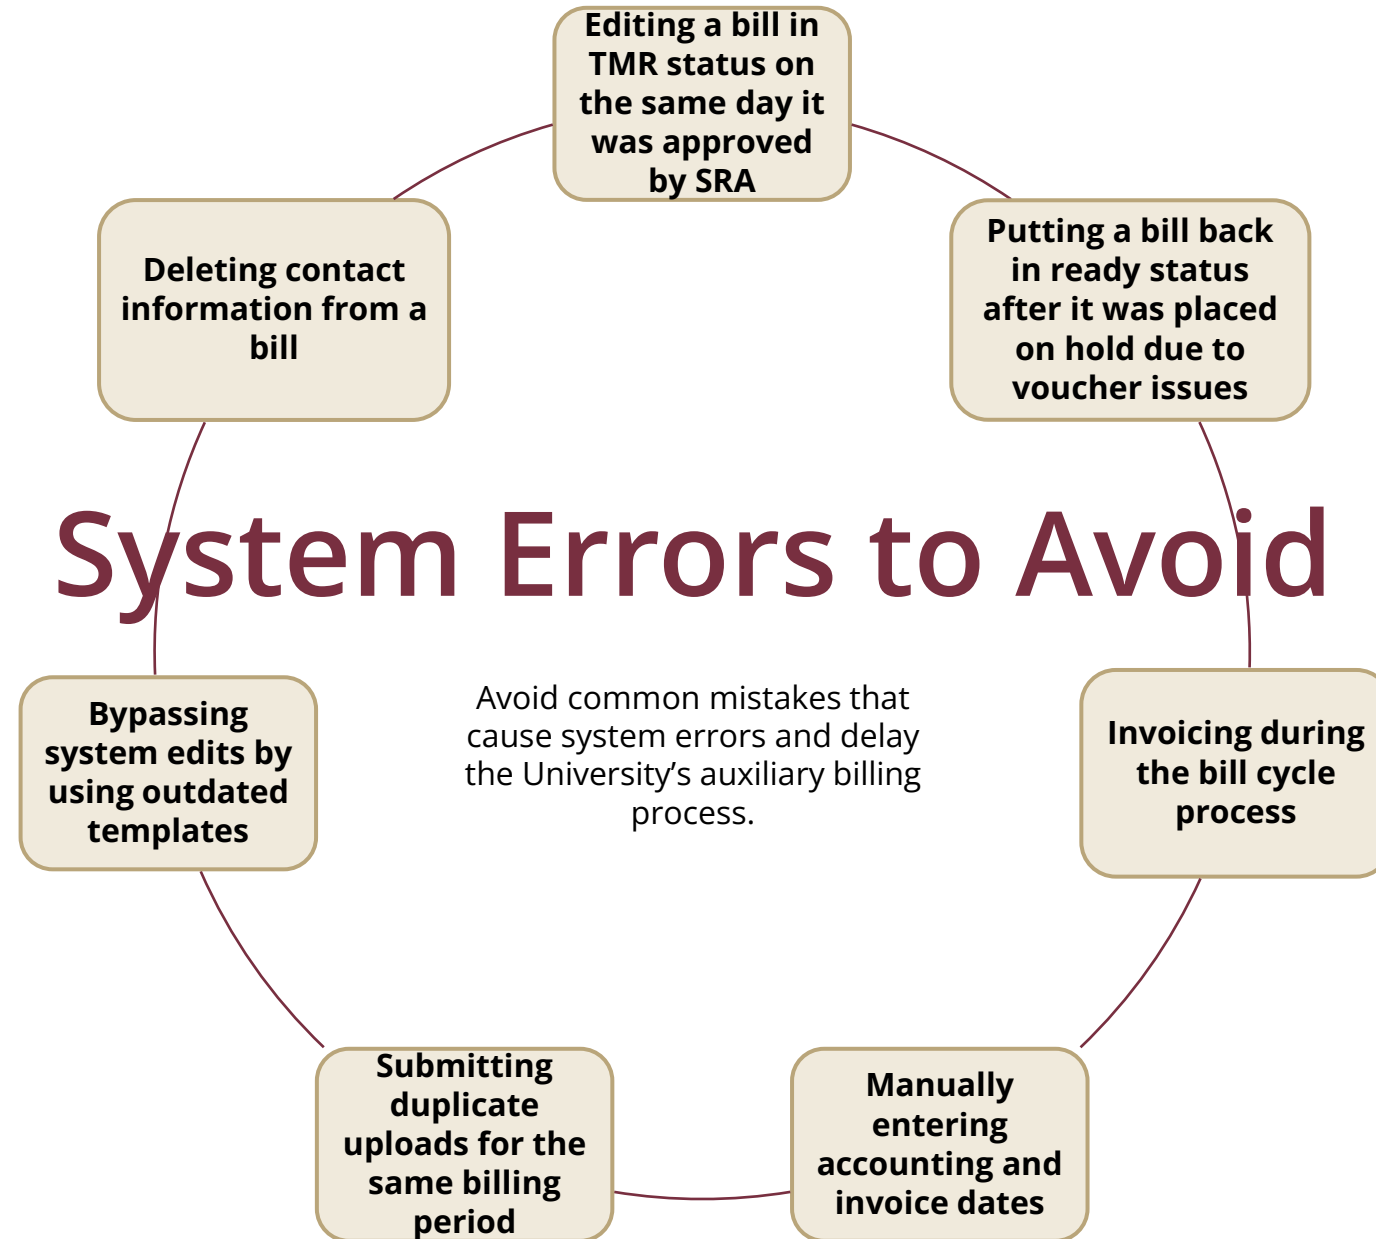 Editing a bill in
TMR status on
the same day it
was approved
by SRA
Putting a bill back
in ready status
after it was placed
on hold due to
voucher issues
Deleting contact
information from a
bill
System Errors to Avoid
Avoid common mistakes that
cause system errors and delay
the University’s auxiliary billing
process.
Invoicing during
the bill cycle
process
Bypassing
system edits by
using outdated
templates
Manually
entering
accounting and
invoice dates
Submitting
duplicate
uploads for the
same billing
period